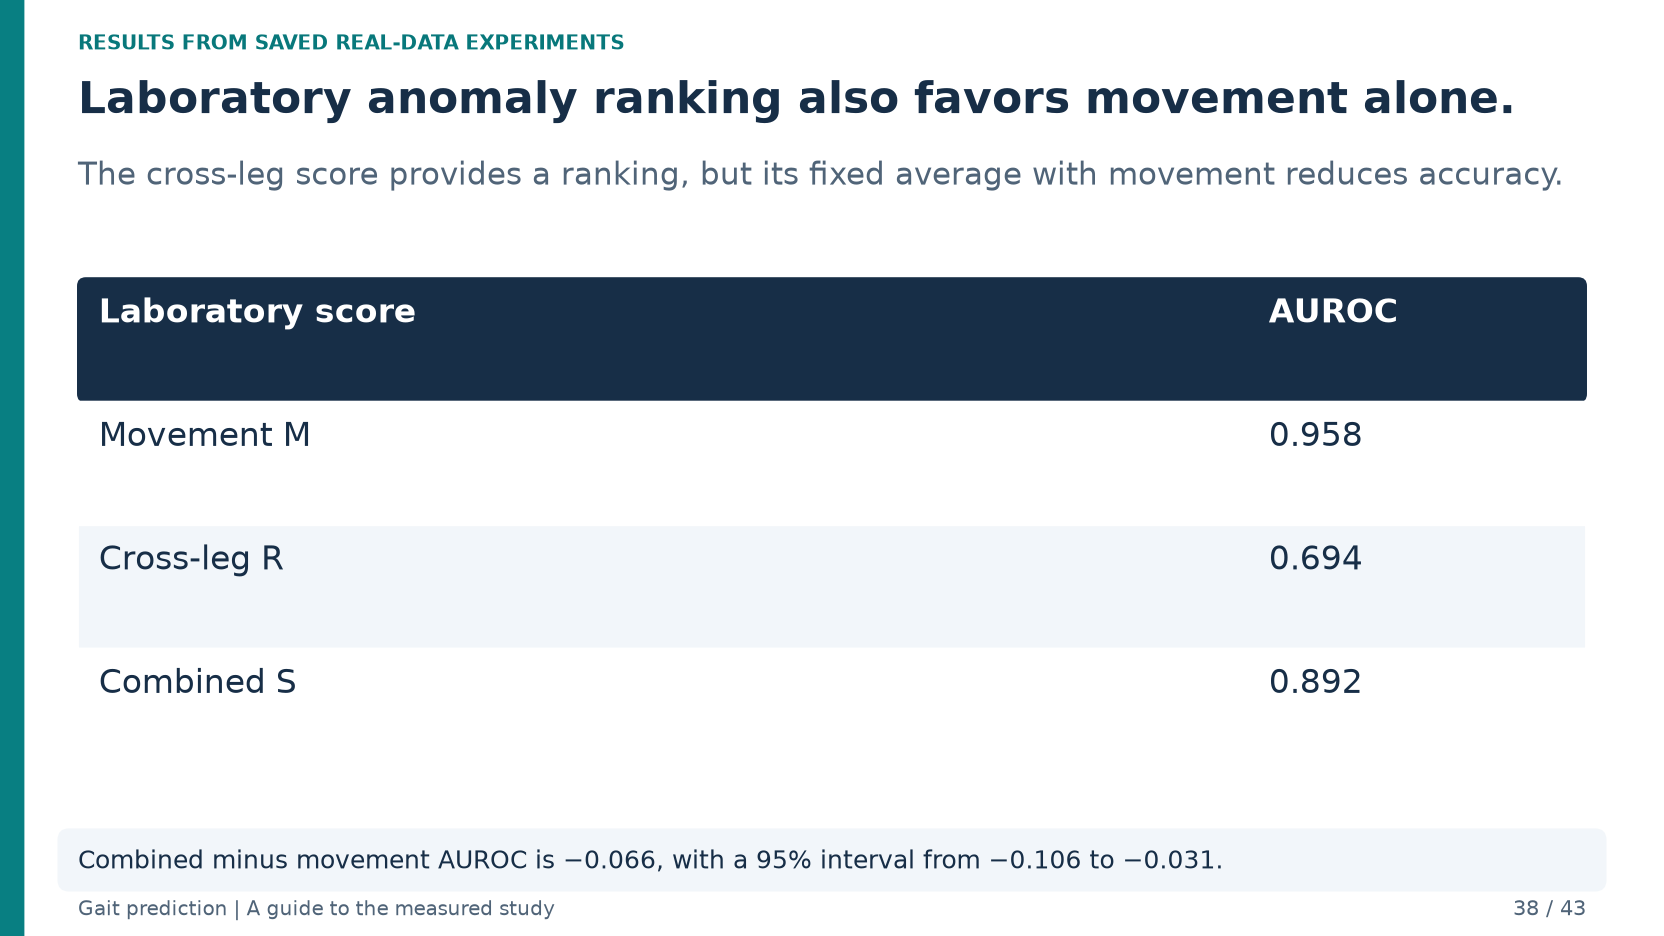 RESULTS FROM SAVED REAL-DATA EXPERIMENTS
Laboratory anomaly ranking also favors movement alone.
The cross-leg score provides a ranking, but its fixed average with movement reduces accuracy.
Laboratory score AUROC
Movement M 0.958
Cross-leg R 0.694
Combined S 0.892
Combined minus movement AUROC is −0.066, with a 95% interval from −0.106 to −0.031.
Gait prediction | A guide to the measured study 38 / 43